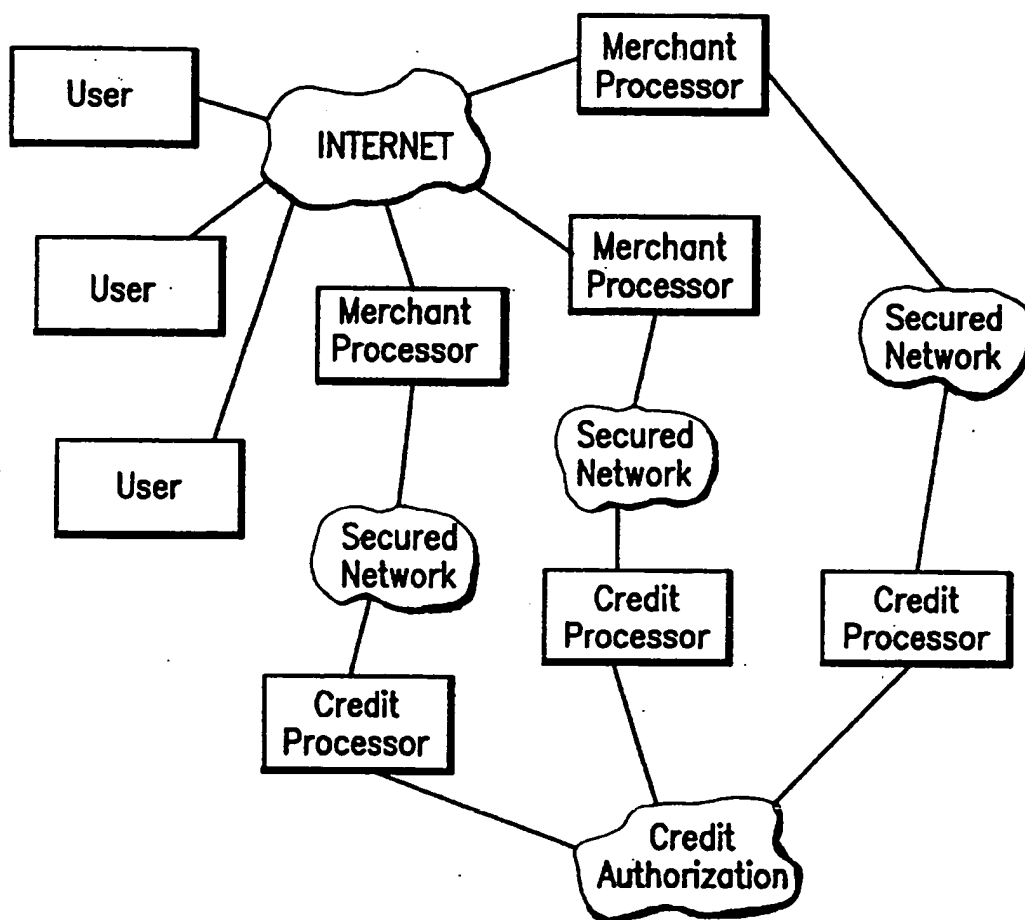 User
INTERNET
Merchant
Processor
User
Merchant
Processor
Merchant
Processor
Secured
Network
User
Secured
Network
Secured
Network
Credit
Processor
Credit
Processor
Credit
Processor
Credit
Authorization